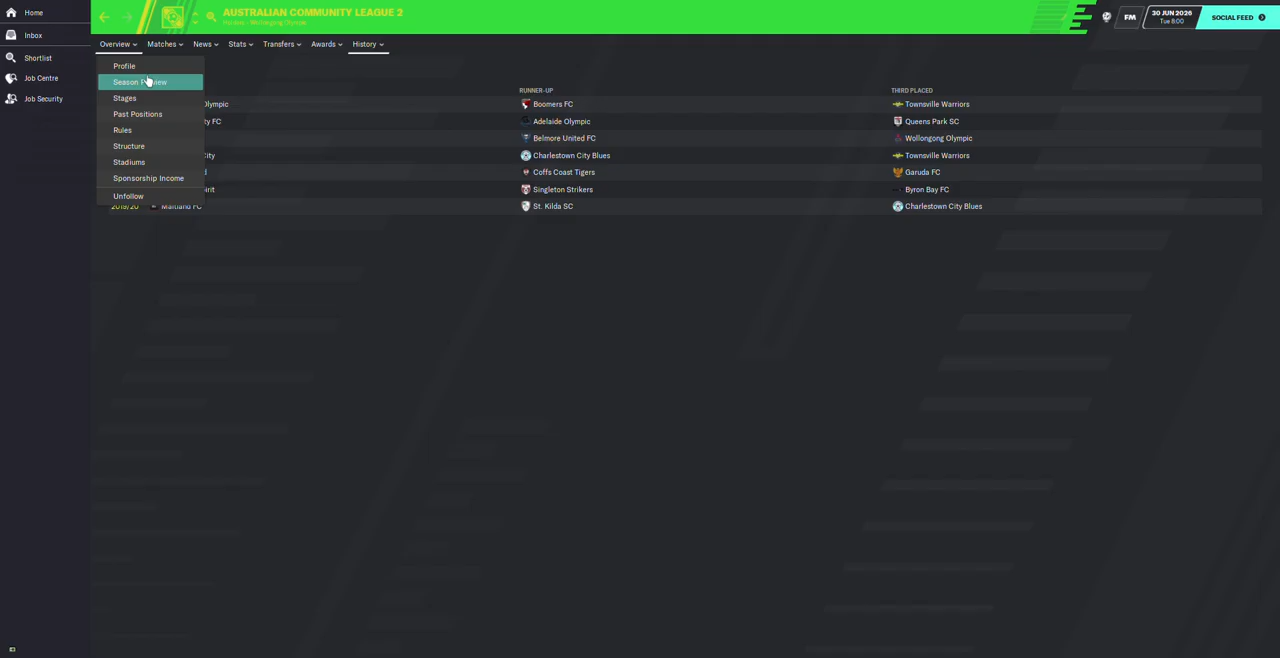 Home
AUSTRALIAN COMMUNITY LEAGUE 2
Holders - Wollongong Olympic
FM
30 JUN 2026
Tue 8:00
SOCIAL FEED
Inbox
Shortlist
Job Centre
Job Security
Overview Matches News Stats Transfers Awards History
Profile
Season
Stages
Past Positions
Rules
Structure
Stadiums
Sponsorship Income
Unfollow
RUNNER-UP THIRD PLACED
Olympic Boomers FC Townsville Warriors
FC Adelaide Olympic Queens Park SC
Belmore United FC Wollongong Olympic
City Charlestown City Blues Townsville Warriors
Coffs Coast Tigers Garuda FC
Singleton Strikers Byron Bay FC
2019/20 Maitland FC St. Kilda SC Charlestown City Blues